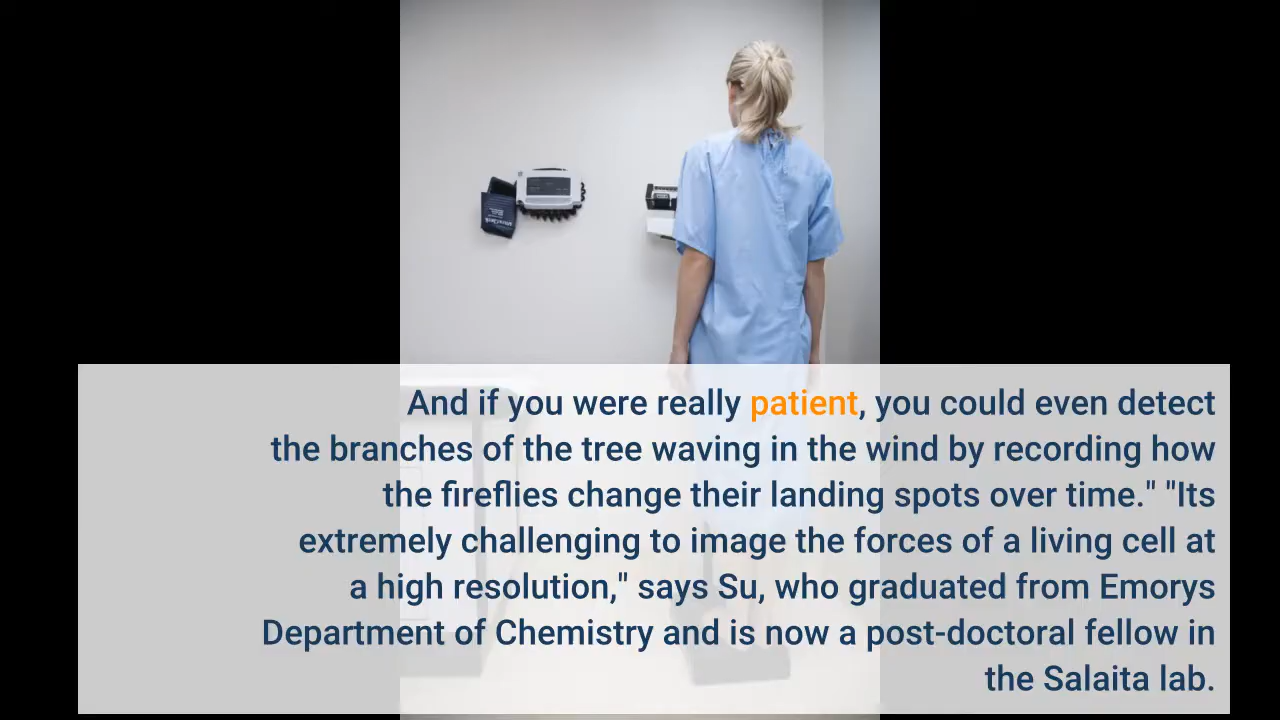 And if you were really patient, you could even detect
the branches of the tree waving in the wind by recording how
the fireflies change their landing spots over time." "Its
extremely challenging to image the forces of a living cell at
a high resolution," says Su, who graduated from Emorys
Department of Chemistry and is now a post-doctoral fellow in
the Salaita lab.